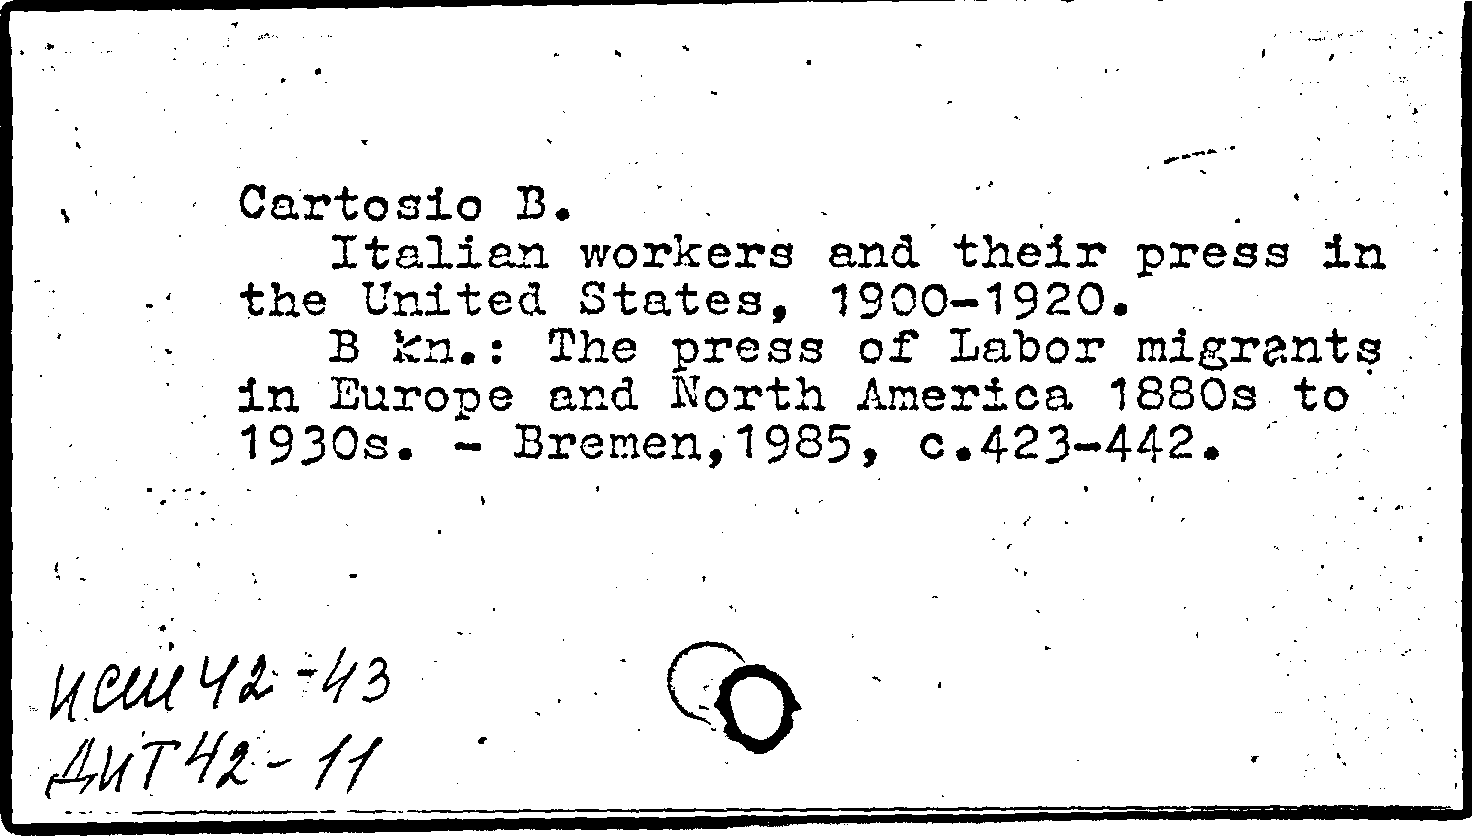 Cartosio B.
Italian workers and their press in
the United States, 1900-1920.
B kn.: The press of Labor migrants
in Europe and North America 1880s to
1930s. - Bremen,1985, c.423-442.
ИСШ 42-43
ДИТ 42-11